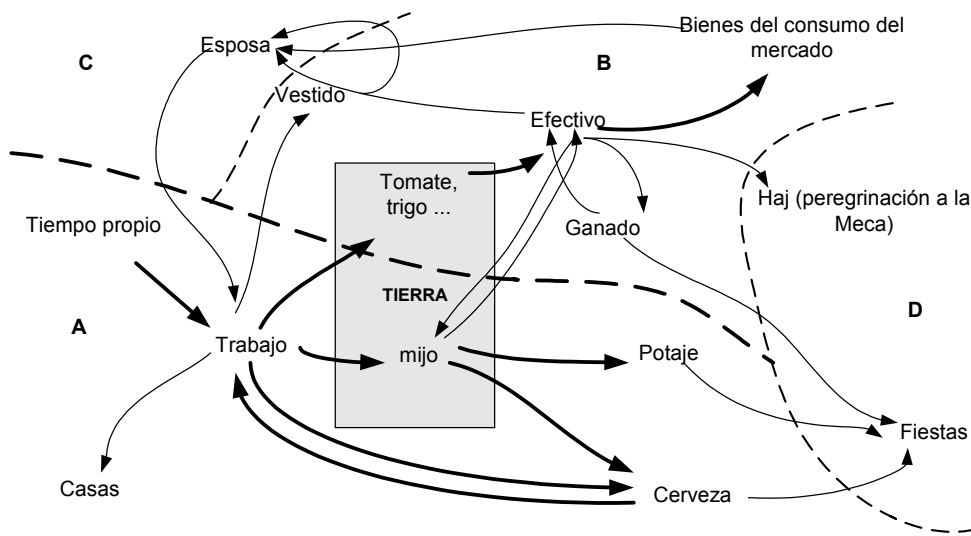 Bienes del consumo del
mercado
Esposa
C
B
Vestido
Efectivo
Tomate,
trigo ...
Haj (peregrinación a la
Meca)
Tiempo propio
Ganado
TIERRA
D
A
Trabajo
mijo
Potaje
Fiestas
Casas
Cerveza